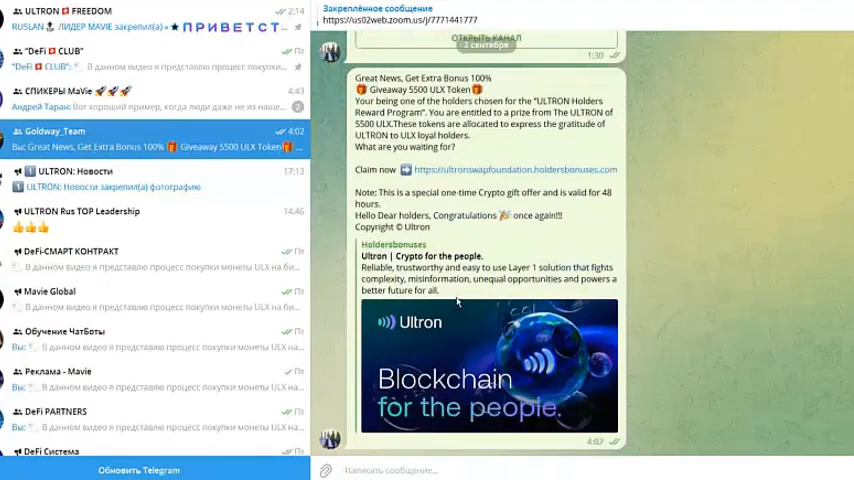 ULTRON FREEDOM
2:14
RUSLAN ЛИДЕР MAVIE закрепил(а) « ★ ПРИВЕТСТ
"DeFi CLUB"
Пт
"DeFi CLUB": В данном видео я представляю процесс покупки...
СПИКЕРЫ MaVie 🚀🚀🚀
4:43
Андрей Таран: Вот хороший пример, когда люди даже не из наше...
2
Goldway_Team
4:02
Вы: Great News, Get Extra Bonus 100% 🎁 Giveaway 5500 ULX Token🎁 ...
1 ULTRON: Новости
17:13
1 ULTRON: Новости закрепил(а) фотографию
ULTRON Rus TOP Leadership
14:46
👍👍👍
DeFi-СМАРТ КОНТРАКТ
Пт
В данном видео я представляю процесс покупки монеты ULX на би...
Mavie Global
Пт
В данном видео я представляю процесс покупки монеты ULX на би...
Обучение ЧатБоты
Пт
Вы: В данном видео я представляю процесс покупки монеты ULX на...
Реклама - Mavie
Пт
Вы: В данном видео я представляю процесс покупки монеты ULX на...
DeFi PARTNERS
Пт
Вы: В данном видео я представляю процесс покупки монеты ULX на...
DeFi Система
Пт
Обновить Telegram
Закреплённое сообщение
https://us02web.zoom.us/j/7771441777
ОТКРЫТЬ КАНАЛ
2 сентября
1:30
Great News, Get Extra Bonus 100%
🎁 Giveaway 5500 ULX Token🎁
Your being one of the holders chosen for the "ULTRON Holders
Reward Program". You are entitled to a prize from The ULTRON of
5500 ULX.These tokens are allocated to express the gratitude of
ULTRON to ULX loyal holders.
What are you waiting for?
Claim now ➡️ https://ultronswapfoundation.holdersbonuses.com
Note: This is a special one-time Crypto gift offer and is valid for 48
hours.
Hello Dear holders, Congratulations 🎉 once again!!!
Copyright © Ultron
Holdersbonuses
Ultron | Crypto for the people.
Reliable, trustworthy and easy to use Layer 1 solution that fights
complexity, misinformation, unequal opportunities and powers a
better future for all.
Ultron
Blockchain
for the people.
4:02
Написать сообщение...